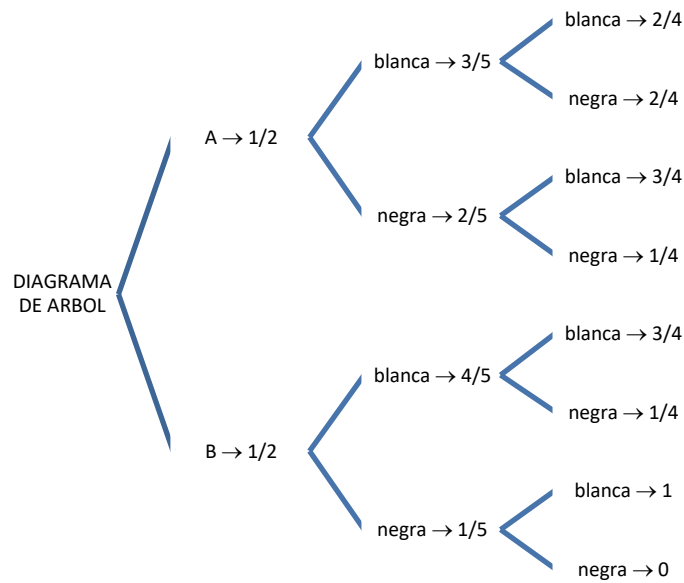 blanca → 2/4
blanca → 3/5
negra → 2/4
A → 1/2
blanca → 3/4
negra → 2/5
negra → 1/4
DIAGRAMA
DE ARBOL
blanca → 3/4
blanca → 4/5
negra → 1/4
B → 1/2
blanca → 1
negra → 1/5
negra → 0